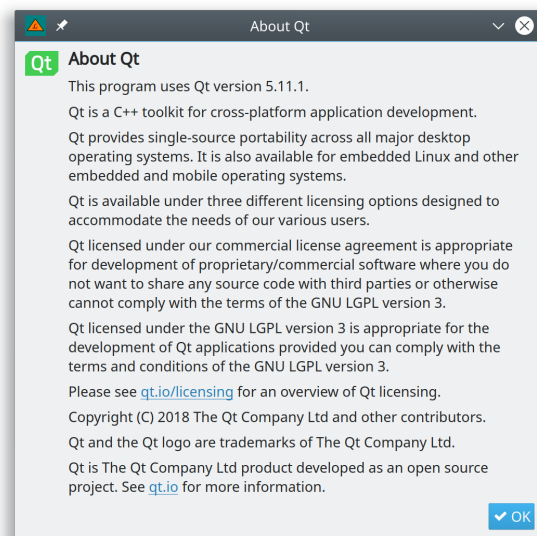 About Qt
Qt
About Qt
This program uses Qt version 5.11.1.
Qt is a C++ toolkit for cross-platform application development.
Qt provides single-source portability across all major desktop
operating systems. It is also available for embedded Linux and other
embedded and mobile operating systems.
Qt is available under three different licensing options designed to
accommodate the needs of our various users.
Qt licensed under our commercial license agreement is appropriate
for development of proprietary/commercial software where you do
not want to share any source code with third parties or otherwise
cannot comply with the terms of the GNU LGPL version 3.
Qt licensed under the GNU LGPL version 3 is appropriate for the
development of Qt applications provided you can comply with the
terms and conditions of the GNU LGPL version 3.
Please see qt.io/licensing for an overview of Qt licensing.
Copyright (C) 2018 The Qt Company Ltd and other contributors.
Qt and the Qt logo are trademarks of The Qt Company Ltd.
Qt is The Qt Company Ltd product developed as an open source
project. See qt.io for more information.
OK